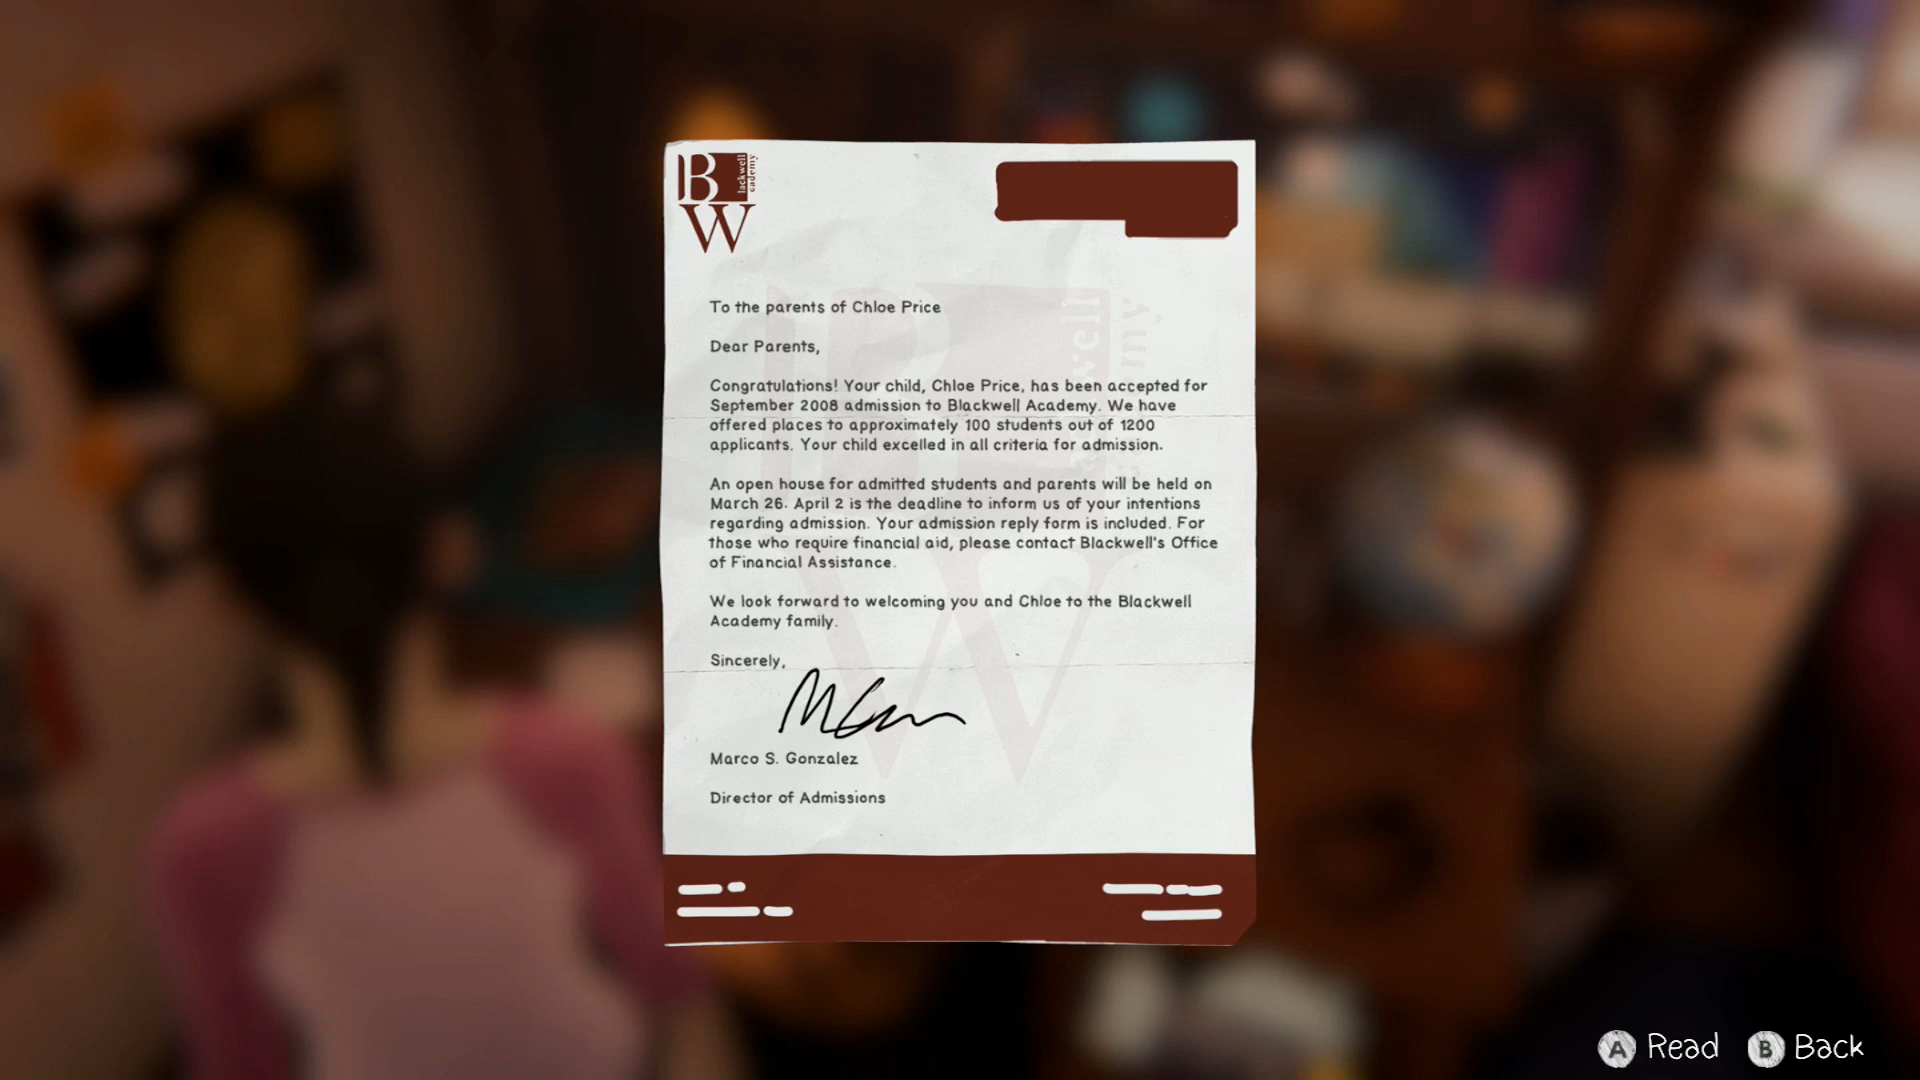 B lackwell cademy
W
To the parents of Chloe Price
Dear Parents,
Congratulations! Your child, Chloe Price, has been accepted for
September 2008 admission to Blackwell Academy. We have
offered places to approximately 100 students out of 1200
applicants. Your child excelled in all criteria for admission.
An open house for admitted students and parents will be held on
March 26. April 2 is the deadline to inform us of your intentions
regarding admission. Your admission reply form is included. For
those who require financial aid, please contact Blackwell's Office
of Financial Assistance.
We look forward to welcoming you and Chloe to the Blackwell
Academy family.
Sincerely,
Marco S. Gonzalez
Director of Admissions
A Read B Back